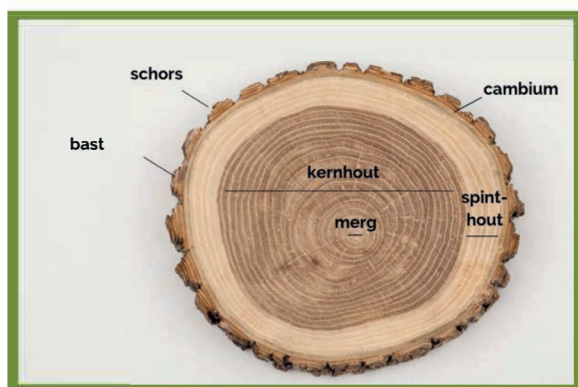 schors
cambium
bast
kernhout
spint-
hout
merg